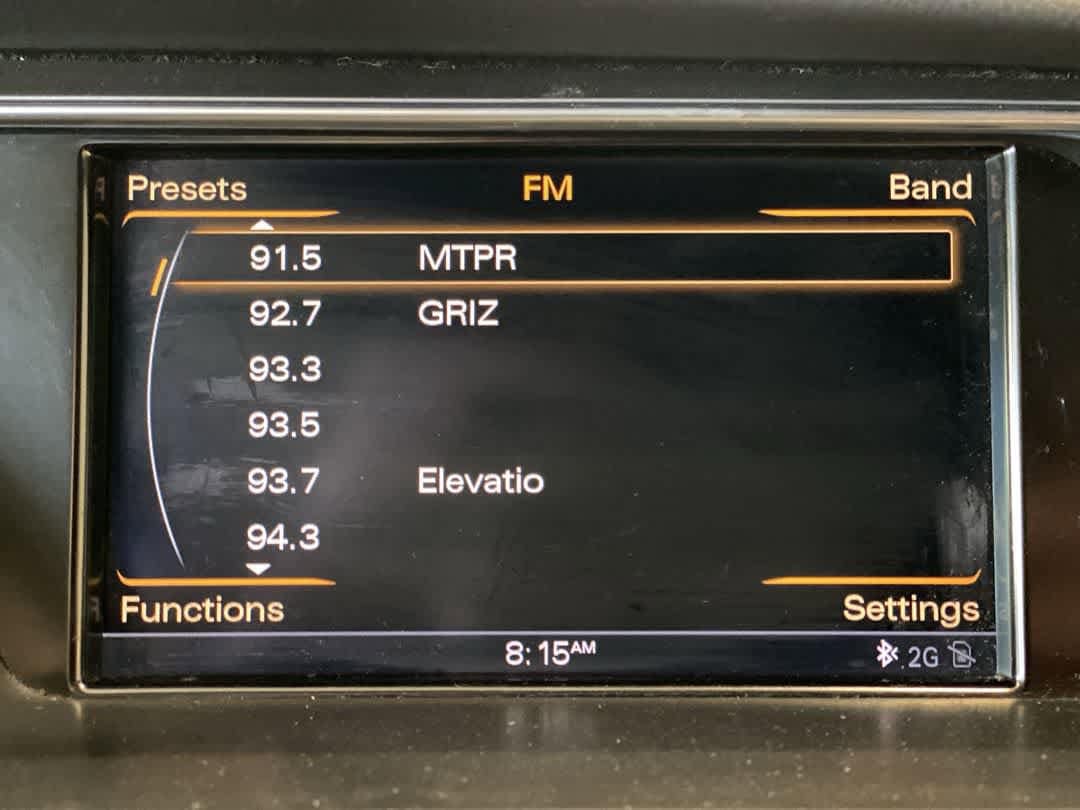 Presets FM Band
91.5 MTPR
92.7 GRIZ
93.3
93.5
93.7 Elevatio
94.3
Functions Settings
8:15AM 2G